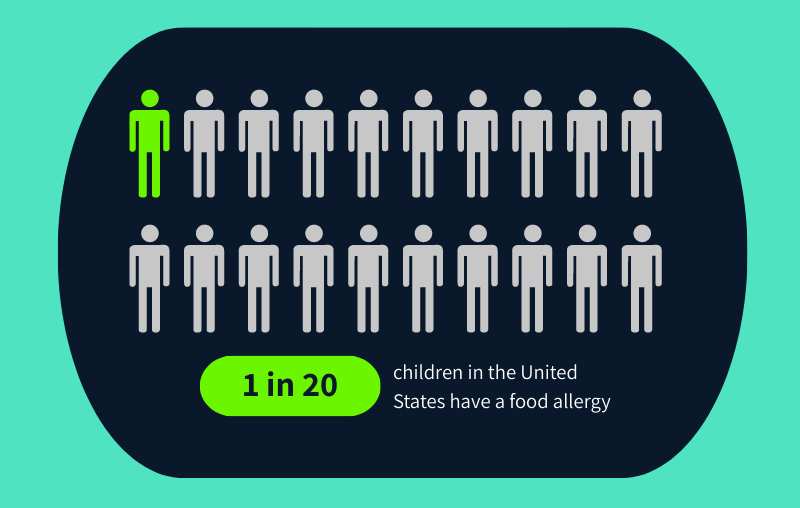 1 in 20
children in the United
States have a food allergy